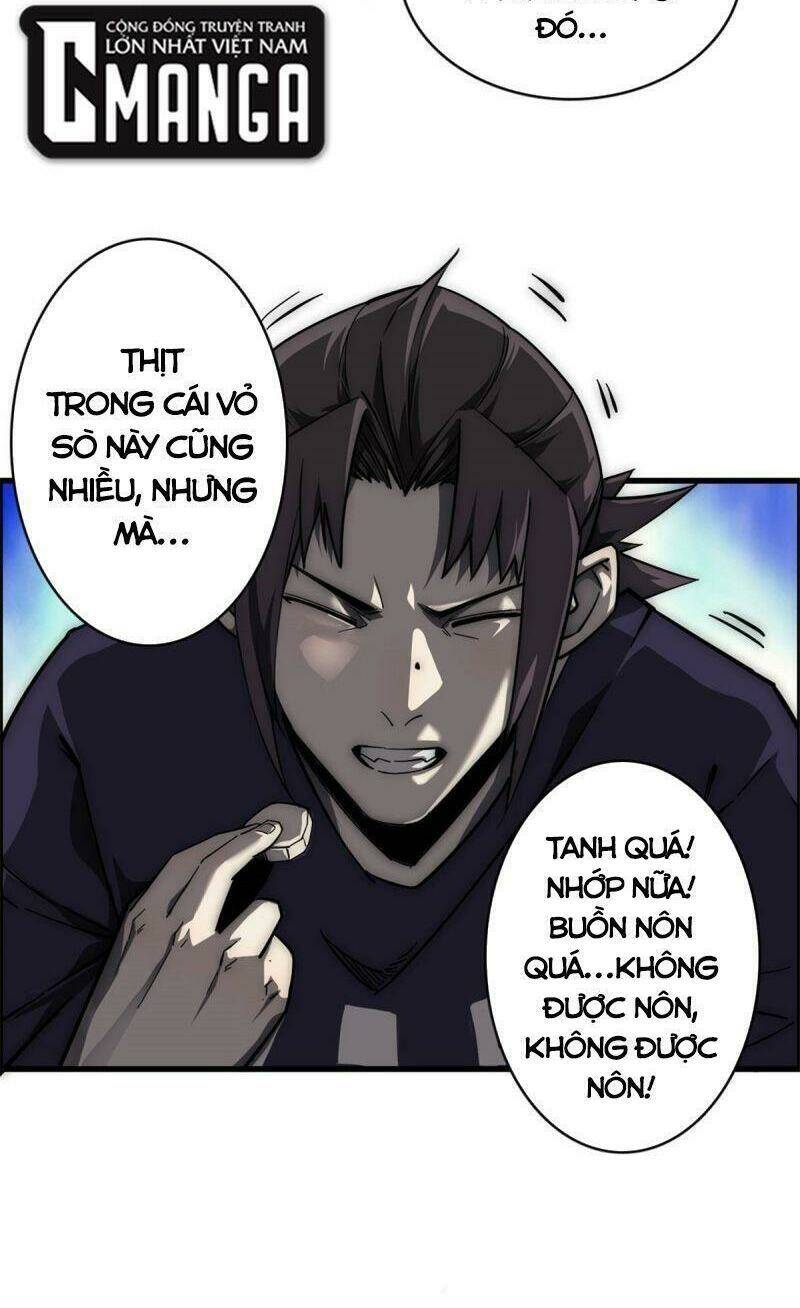 CỘNG ĐỒNG TRUYỆN TRANH
LỚN NHẤT VIỆT NAM
CMANGA
ĐÓ...
THỊT
TRONG CÁI VỎ
SÒ NÀY CŨNG
NHIỀU, NHƯNG
MÀ...
TANH QUÁ!
NHỚP NỮA!
BUỒN NÔN
QUÁ...KHÔNG
ĐƯỢC NÔN,
KHÔNG ĐƯỢC
NÔN!